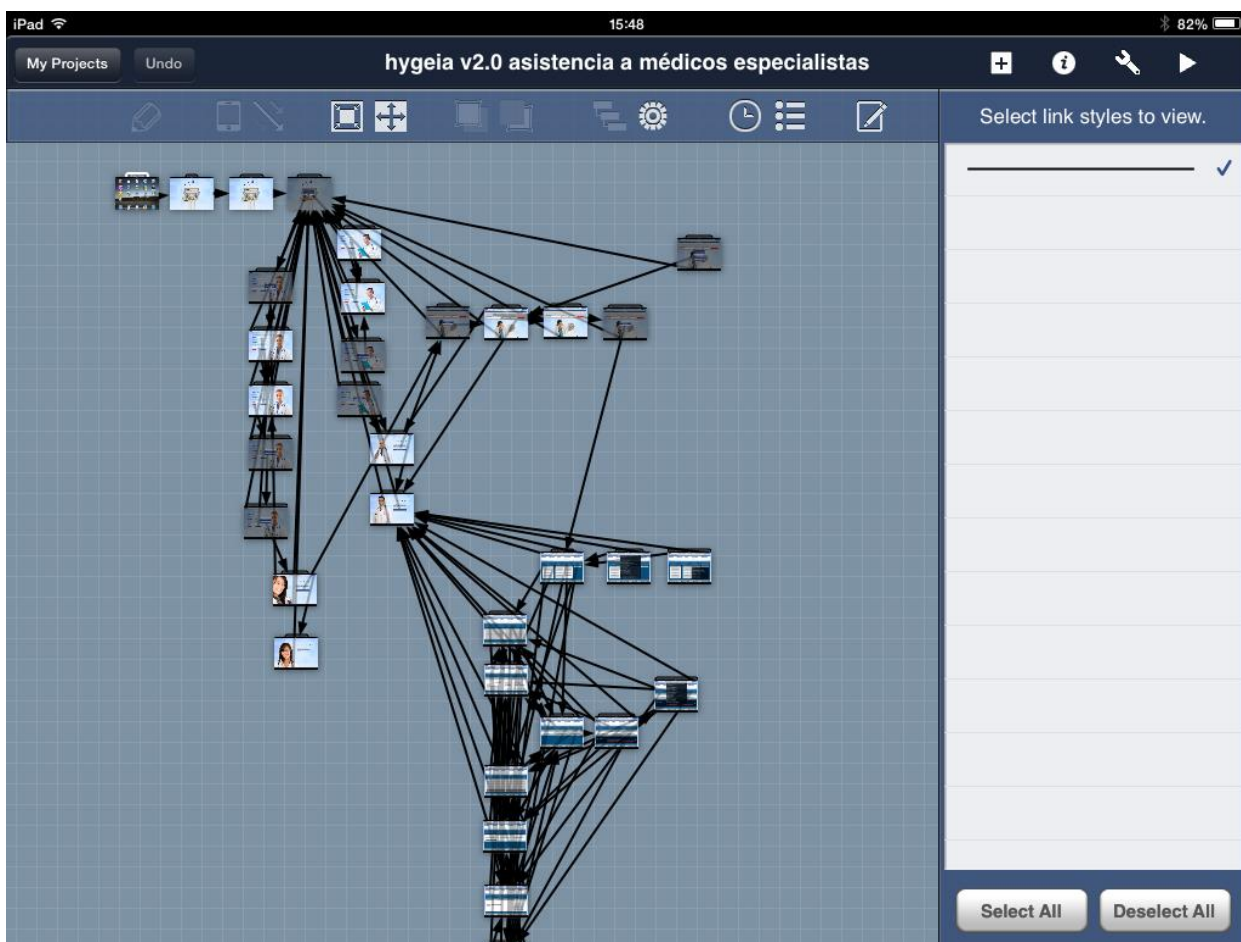 iPad 15:48 82%
My Projects Undo hygeia v2.0 asistencia a médicos especialistas
Select link styles to view.
Select All Deselect All